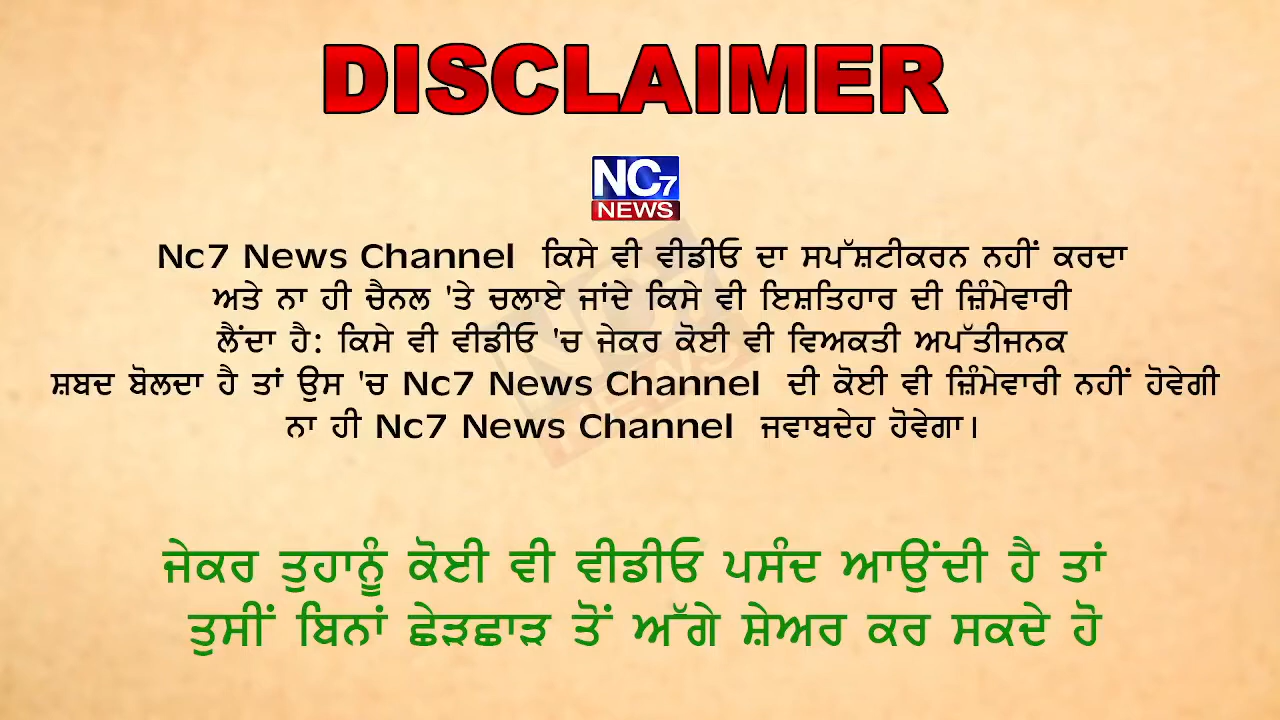 DISCLAIMER
NC7
NEWS
Nc7 News Channel ਕਿਸੇ ਵੀ ਵੀਡੀਓ ਦਾ ਸਪੱਸ਼ਟੀਕਰਨ ਨਹੀਂ ਕਰਦਾ
ਅਤੇ ਨਾ ਹੀ ਚੈਨਲ 'ਤੇ ਚਲਾਏ ਜਾਂਦੇ ਕਿਸੇ ਵੀ ਇਸ਼ਤਿਹਾਰ ਦੀ ਜ਼ਿੰਮੇਵਾਰੀ
ਲੈਂਦਾ ਹੈ: ਕਿਸੇ ਵੀ ਵੀਡੀਓ 'ਚ ਜੇਕਰ ਕੋਈ ਵੀ ਵਿਅਕਤੀ ਅਪੱਤੀਜਨਕ
ਸ਼ਬਦ ਬੋਲਦਾ ਹੈ ਤਾਂ ਉਸ 'ਚ Nc7 News Channel ਦੀ ਕੋਈ ਵੀ ਜ਼ਿੰਮੇਵਾਰੀ ਨਹੀਂ ਹੋਵੇਗੀ
ਨਾ ਹੀ Nc7 News Channel ਜਵਾਬਦੇਹ ਹੋਵੇਗਾ।
ਜੇਕਰ ਤੁਹਾਨੂੰ ਕੋਈ ਵੀ ਵੀਡੀਓ ਪਸੰਦ ਆਉਂਦੀ ਹੈ ਤਾਂ
ਤੁਸੀਂ ਬਿਨਾਂ ਛੇੜਛਾੜ ਤੋਂ ਅੱਗੇ ਸ਼ੇਅਰ ਕਰ ਸਕਦੇ ਹੋ